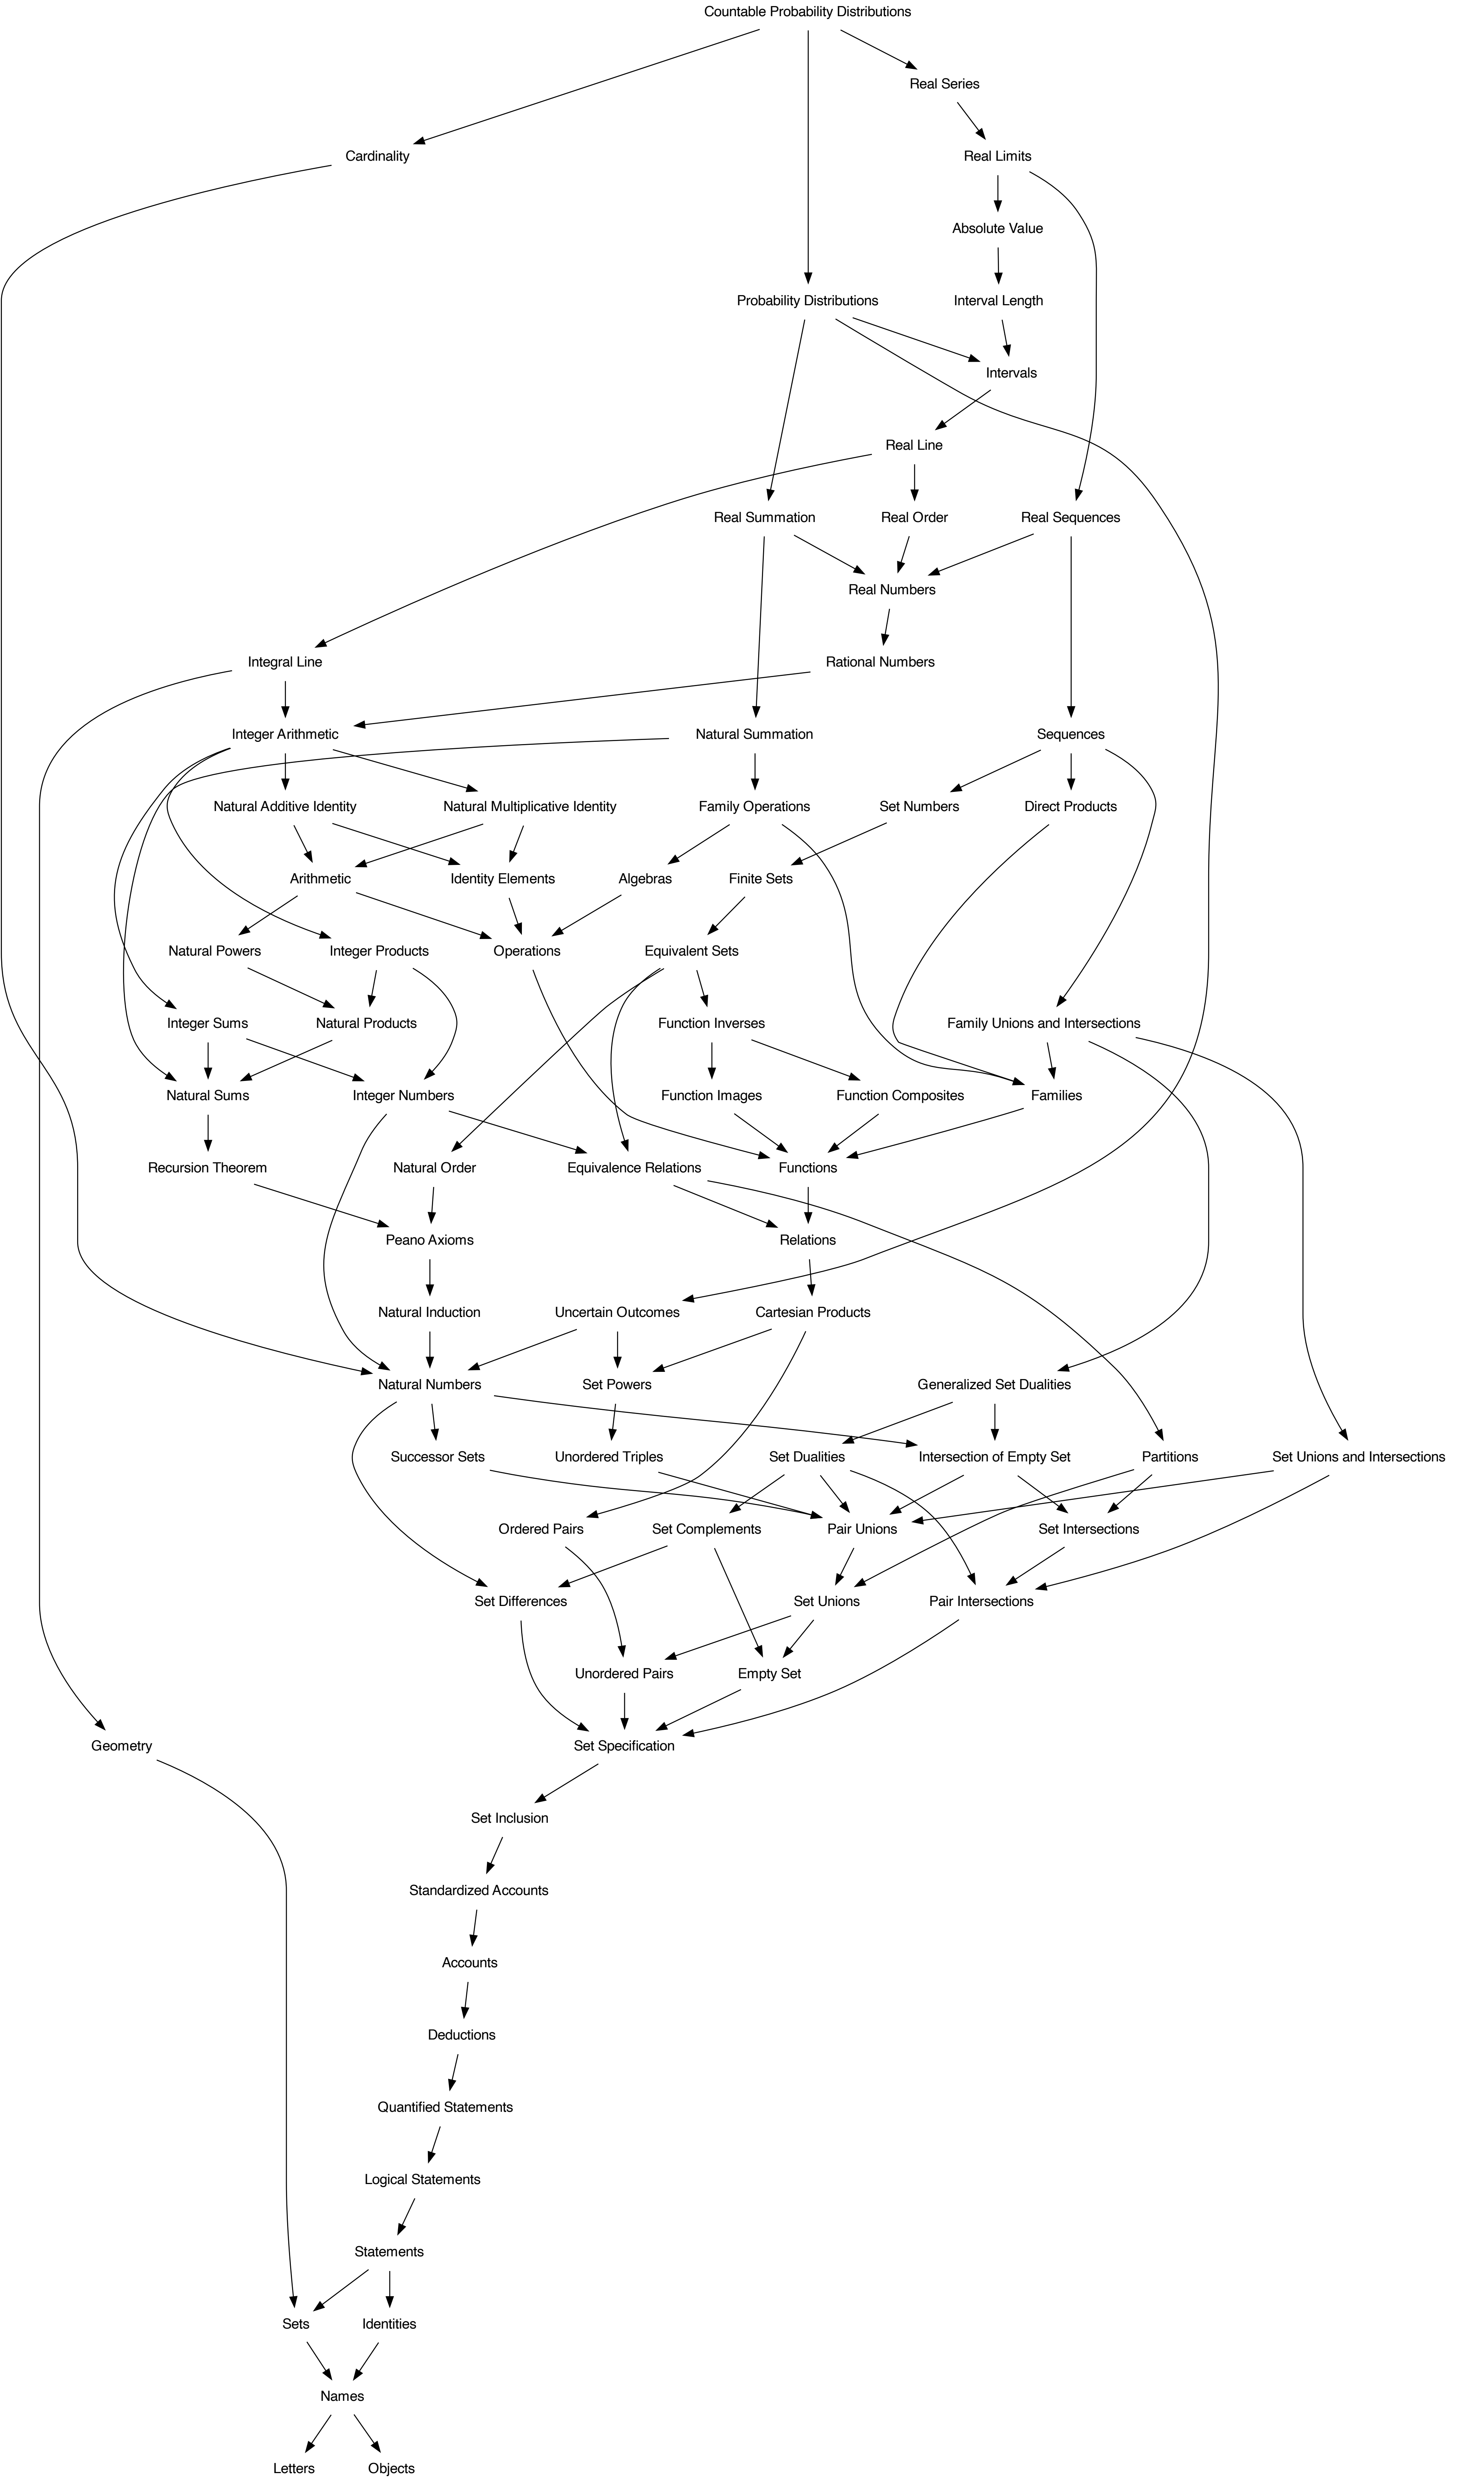 Countable Probability Distributions
Real Series
Cardinality
Real Limits
Absolute Value
Probability Distributions
Interval Length
Intervals
Real Line
Real Summation
Real Order
Real Sequences
Real Numbers
Integral Line
Rational Numbers
Integer Arithmetic
Natural Summation
Sequences
Natural Additive Identity
Natural Multiplicative Identity
Family Operations
Set Numbers
Direct Products
Arithmetic
Identity Elements
Algebras
Finite Sets
Natural Powers
Integer Products
Operations
Equivalent Sets
Integer Sums
Natural Products
Function Inverses
Family Unions and Intersections
Natural Sums
Integer Numbers
Function Images
Function Composites
Families
Recursion Theorem
Natural Order
Equivalence Relations
Functions
Peano Axioms
Relations
Natural Induction
Uncertain Outcomes
Cartesian Products
Natural Numbers
Set Powers
Generalized Set Dualities
Successor Sets
Unordered Triples
Set Dualities
Intersection of Empty Set
Partitions
Set Unions and Intersections
Ordered Pairs
Set Complements
Pair Unions
Set Intersections
Set Differences
Set Unions
Pair Intersections
Unordered Pairs
Empty Set
Geometry
Set Specification
Set Inclusion
Standardized Accounts
Accounts
Deductions
Quantified Statements
Logical Statements
Statements
Sets
Identities
Names
Letters
Objects